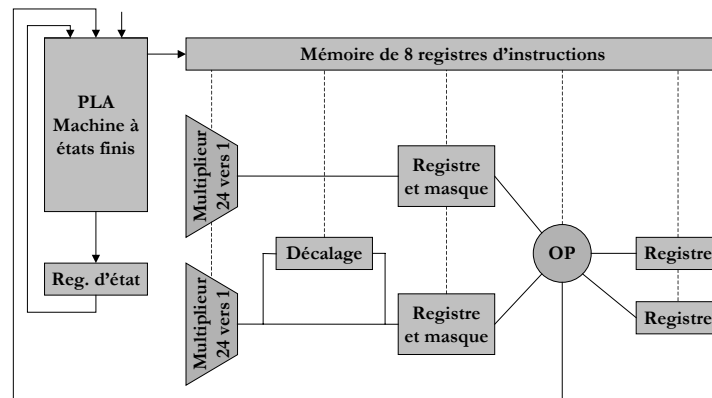 Mémoire de 8 registres d'instructions
PLA
Machine à
états finis
Multiplieur
24 vers 1
Registre
et masque
Décalage
OP
Registre
Reg. d'état
Multiplieur
24 vers 1
Registre
et masque
Registre